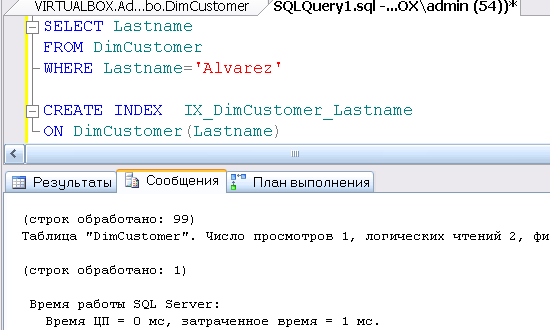 VIRTUALBOX.Ad...bo.DimCustomer SQLQuery1.sql -...OX\admin (54))*
SELECT Lastname
FROM DimCustomer
WHERE Lastname='Alvarez'
CREATE INDEX IX_DimCustomer_Lastname
ON DimCustomer(Lastname)
Результаты Сообщения План выполнения
(строк обработано: 99)
Таблица "DimCustomer". Число просмотров 1, логических чтений 2, фи
(строк обработано: 1)
Время работы SQL Server:
Время ЦП = 0 мс, затраченное время = 1 мс.